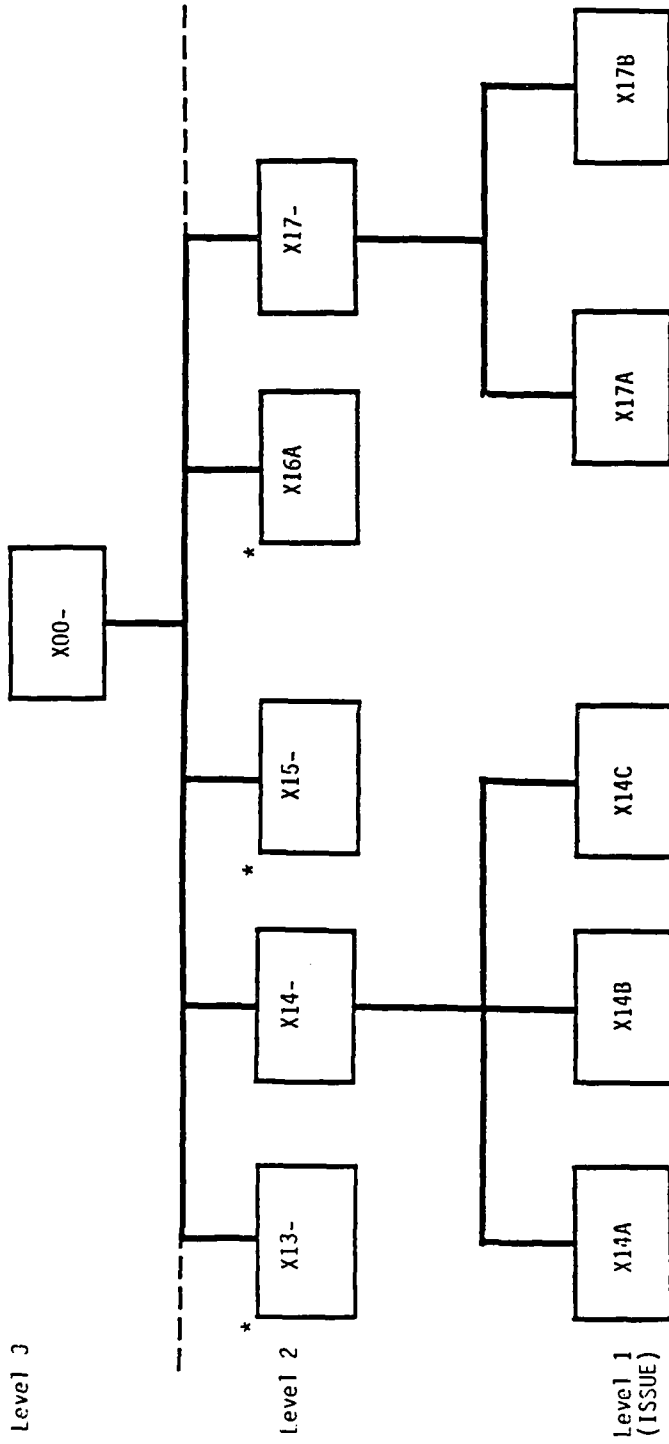 Level 3
X00-
Level 2
*
X13-
X14-
*
X15-
*
X16A
X17-
Level 1
(ISSUE)
X14A
X14B
X14C
X17A
X17B